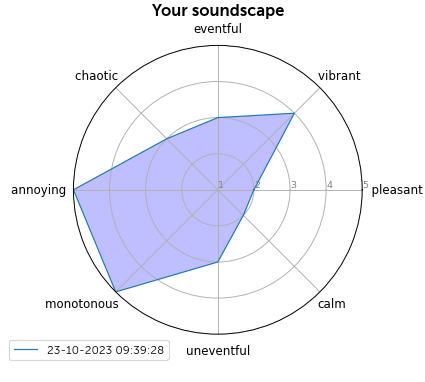 Your soundscape
eventful
chaotic
vibrant
annoying
1 2 3 4 5
pleasant
monotonous
calm
uneventful
23-10-2023 09:39:28